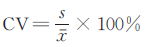 CV = s/x̄ × 100%